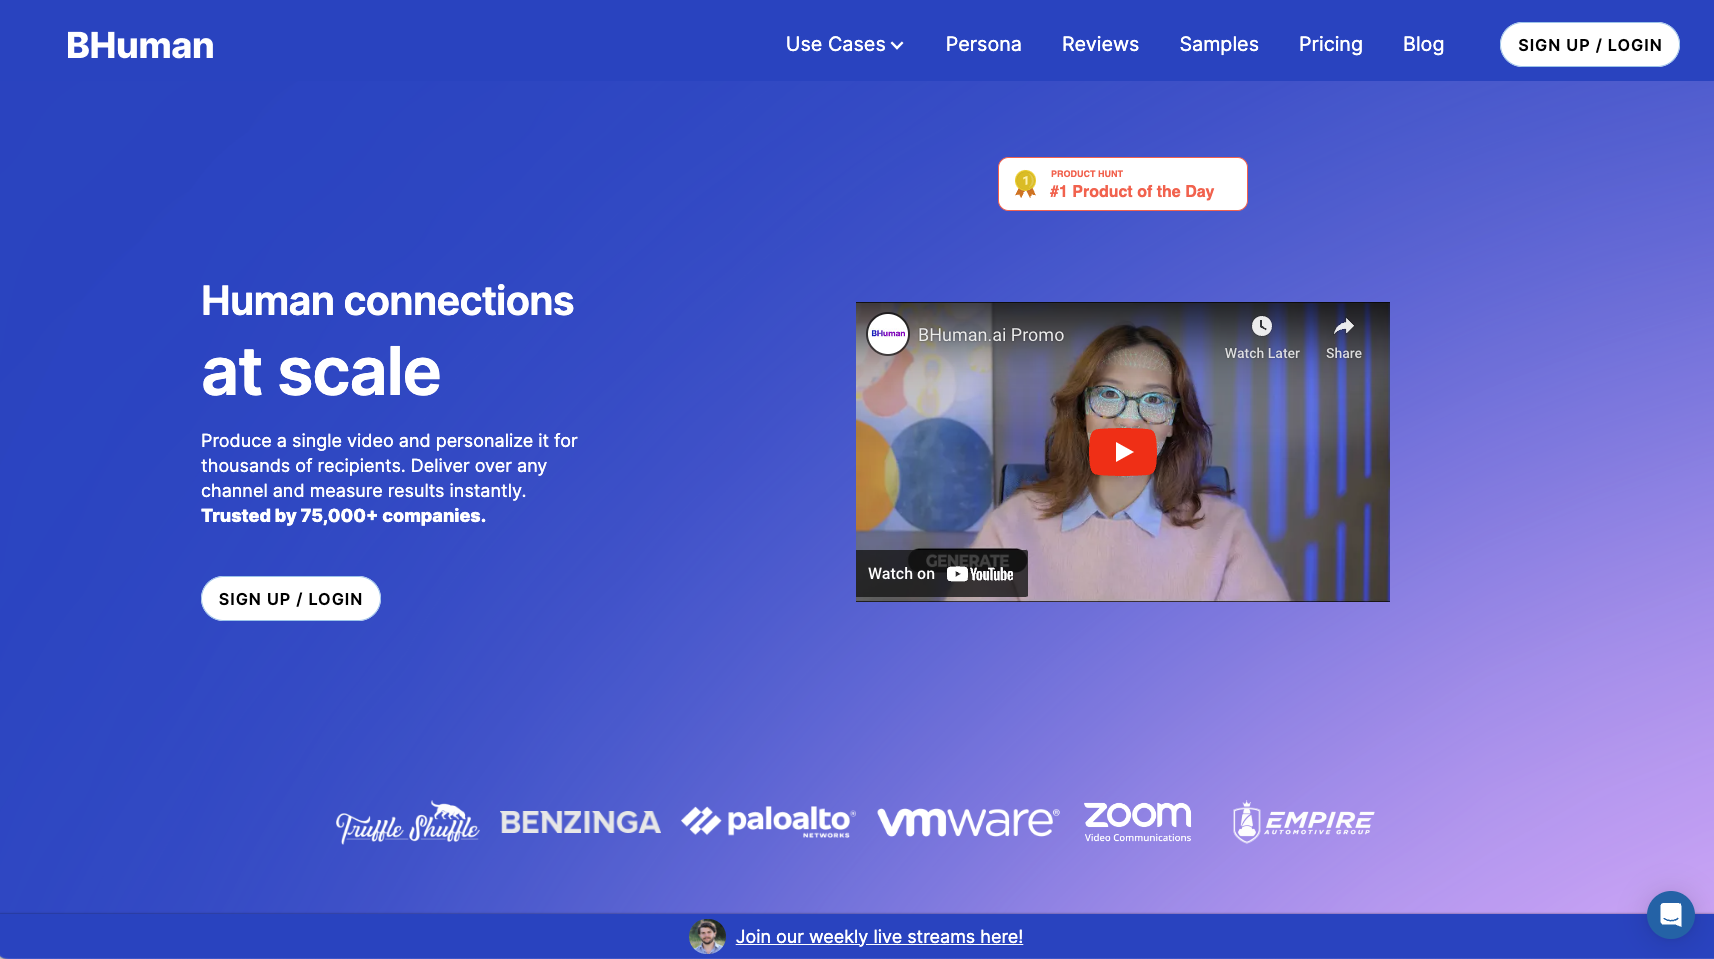 BHuman
Use Cases
Persona
Reviews
Samples
Pricing
Blog
SIGN UP / LOGIN
1
PRODUCT HUNT
#1 Product of the Day
Human connections
at scale
Produce a single video and personalize it for
thousands of recipients. Deliver over any
channel and measure results instantly.
Trusted by 75,000+ companies.
SIGN UP / LOGIN
BHuman
BHuman.ai Promo
Watch Later
Share
GENERATE
Watch on YouTube
Truffle Shuffle
BENZINGA
paloalto®
NETWORKS
vmware®
zoom
Video Communications
EMPIRE
AUTOMOTIVE GROUP
Join our weekly live streams here!